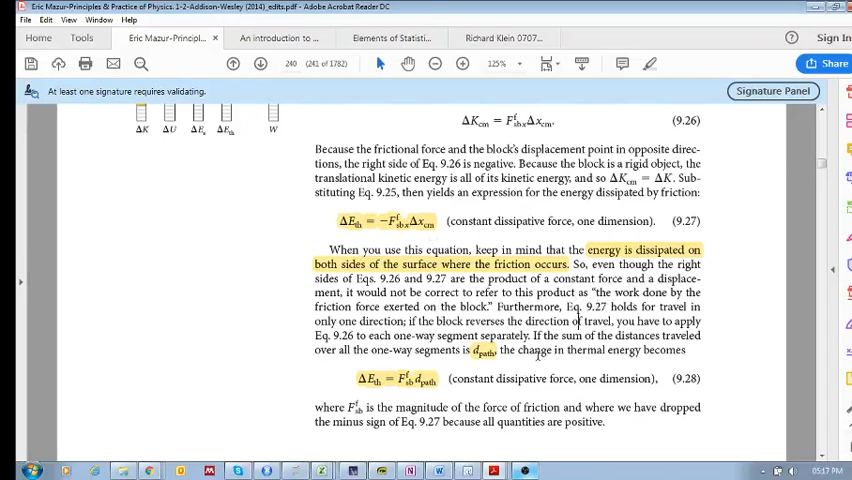 Eric Mazur-Principles & Practice of Physics. 1-2-Addison-Wesley (2014)_edits.pdf - Adobe Acrobat Reader DC
File Edit View Window Help
Home Tools Eric Mazur-Principl... × An introduction to ... Elements of Statisti... Richard Klein 0707... Sign In
240 (241 of 1782) 125% Share
At least one signature requires validating. Signature Panel
ΔK ΔU ΔEs ΔEth W
ΔKcm = Ffsb x Δxcm. (9.26)
Because the frictional force and the block's displacement point in opposite direc-
tions, the right side of Eq. 9.26 is negative. Because the block is a rigid object, the
translational kinetic energy is all of its kinetic energy, and so ΔKcm = ΔK. Sub-
stituting Eq. 9.25, then yields an expression for the energy dissipated by friction:
ΔEth = −Ffsb x Δxcm (constant dissipative force, one dimension). (9.27)
When you use this equation, keep in mind that the energy is dissipated on
both sides of the surface where the friction occurs. So, even though the right
sides of Eqs. 9.26 and 9.27 are the product of a constant force and a displace-
ment, it would not be correct to refer to this product as "the work done by the
friction force exerted on the block." Furthermore, Eq. 9.27 holds for travel in
only one direction; if the block reverses the direction of travel, you have to apply
Eq. 9.26 to each one-way segment separately. If the sum of the distances traveled
over all the one-way segments is dpath, the change in thermal energy becomes
ΔEth = Ffsb dpath (constant dissipative force, one dimension), (9.28)
where Ffsb is the magnitude of the force of friction and where we have dropped
the minus sign of Eq. 9.27 because all quantities are positive.
05:17 PM